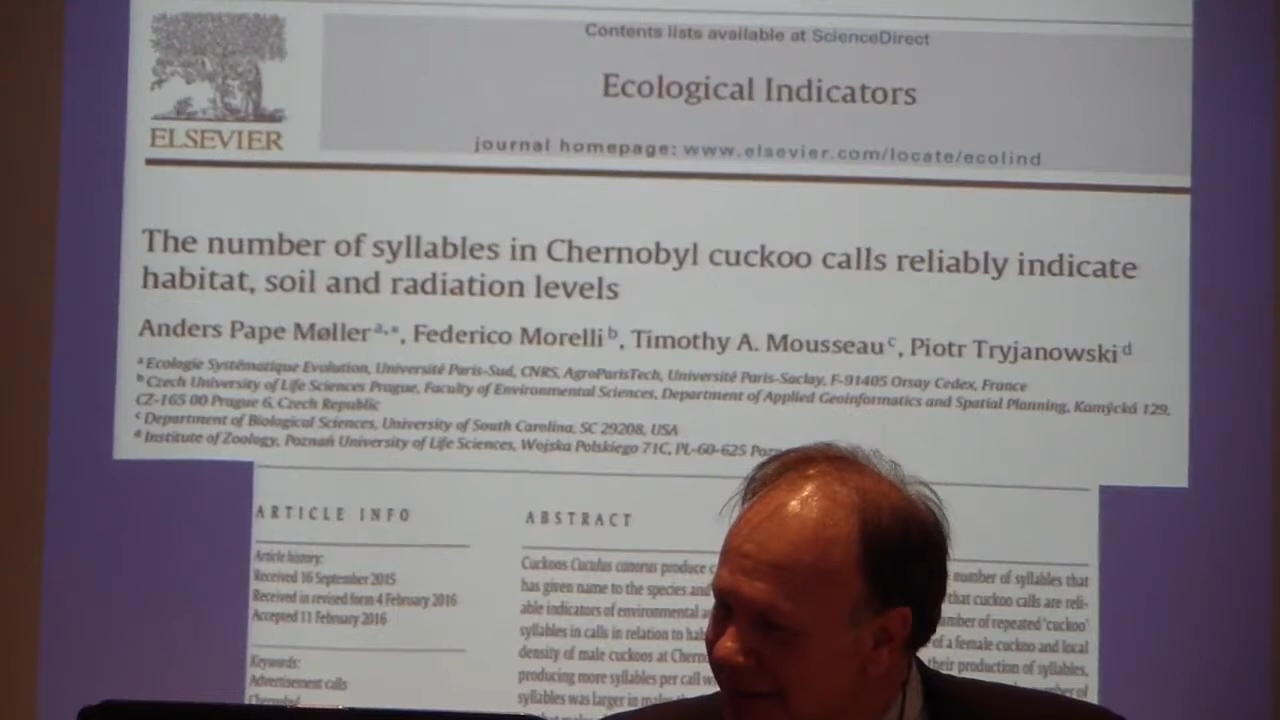 Contents lists available at ScienceDirect
Ecological Indicators
ELSEVIER
journal homepage: www.elsevier.com/locate/ecolind
The number of syllables in Chernobyl cuckoo calls reliably indicate
habitat, soil and radiation levels
Anders Pape Møller a,*, Federico Morelli b, Timothy A. Mousseau c, Piotr Tryjanowski d
a Ecologie Systématique Evolution, Université Paris-Sud, CNRS, AgroParisTech, Université Paris-Saclay, F-91405 Orsay Cedex, France
b Czech University of Life Sciences Prague, Faculty of Environmental Sciences, Department of Applied Geoinformatics and Spatial Planning, Kamýcká 129,
CZ-165 00 Prague 6, Czech Republic
c Department of Biological Sciences, University of South Carolina, SC 29208, USA
d Institute of Zoology, Poznań University of Life Sciences, Wojska Polskiego 71C, PL-60-625
ARTICLE INFO
Article history:
Received 16 September 2015
Received in revised form 4 February 2016
Accepted 11 February 2016
Keywords:
Advertisement calls
Chernobyl
ABSTRACT
Cuckoos Cuculus canorus produce number of syllables that
has given name to the species and that cuckoo calls are reli-
able indicators of environmental number of repeated 'cuckoo'
syllables in calls in relation to of a female cuckoo and local
density of male cuckoos at their production of syllables,
producing more syllables per call number of
syllables was larger in